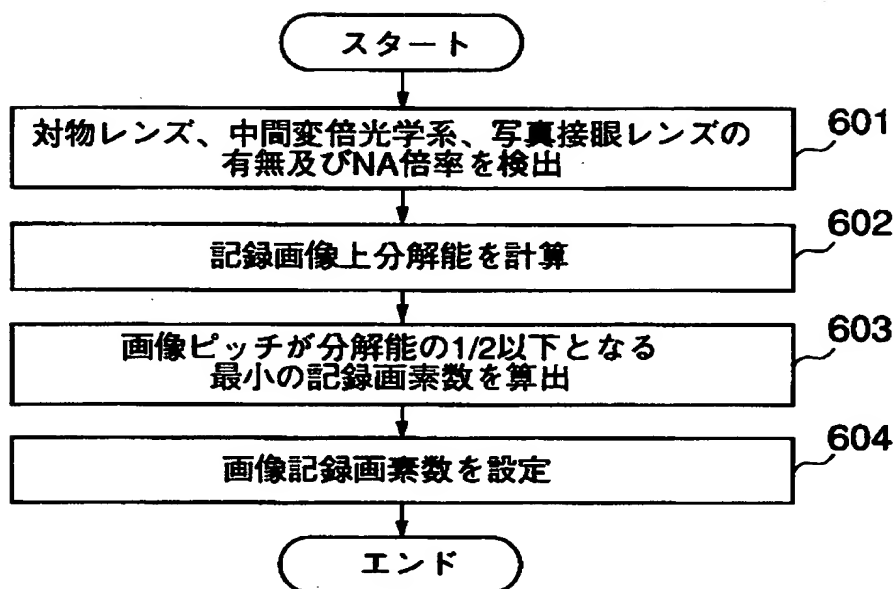 スタート
対物レンズ、中間変倍光学系、写真接眼レンズの
有無及びNA倍率を検出
601
記録画像上分解能を計算
602
画像ピッチが分解能の1/2以下となる
最小の記録画素数を算出
603
画像記録画素数を設定
604
エンド